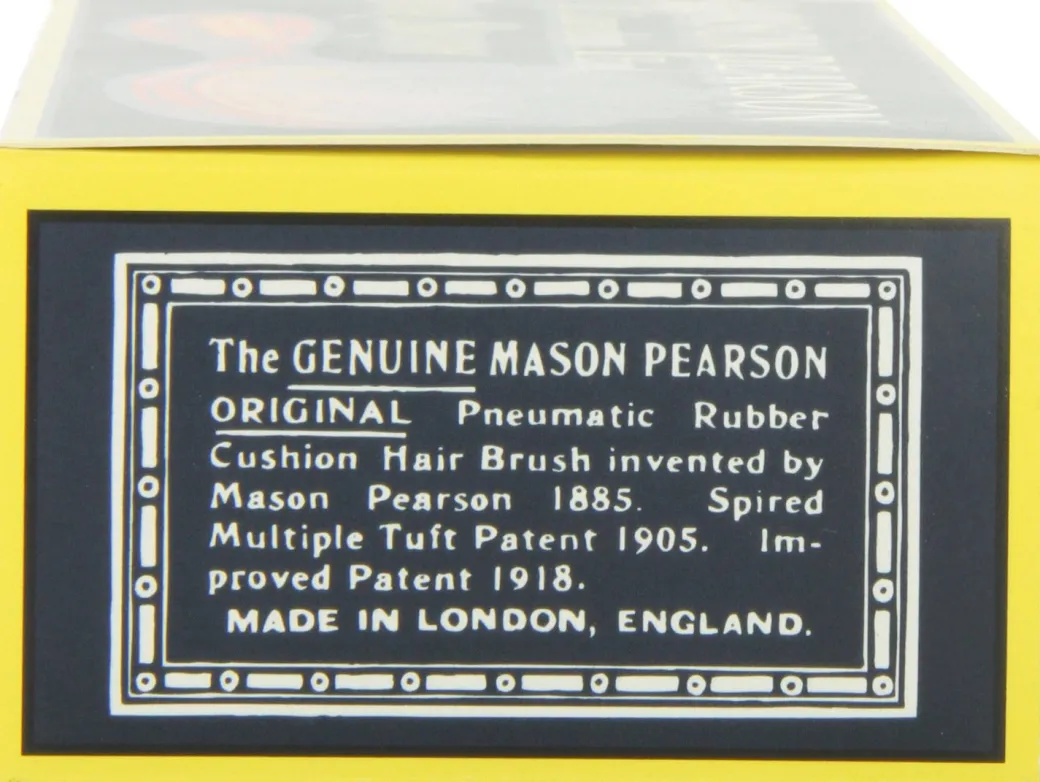 The GENUINE MASON PEARSON
ORIGINAL Pneumatic Rubber
Cushion Hair Brush invented by
Mason Pearson 1885. Spired
Multiple Tuft Patent 1905. Im-
proved Patent 1918.
MADE IN LONDON, ENGLAND.